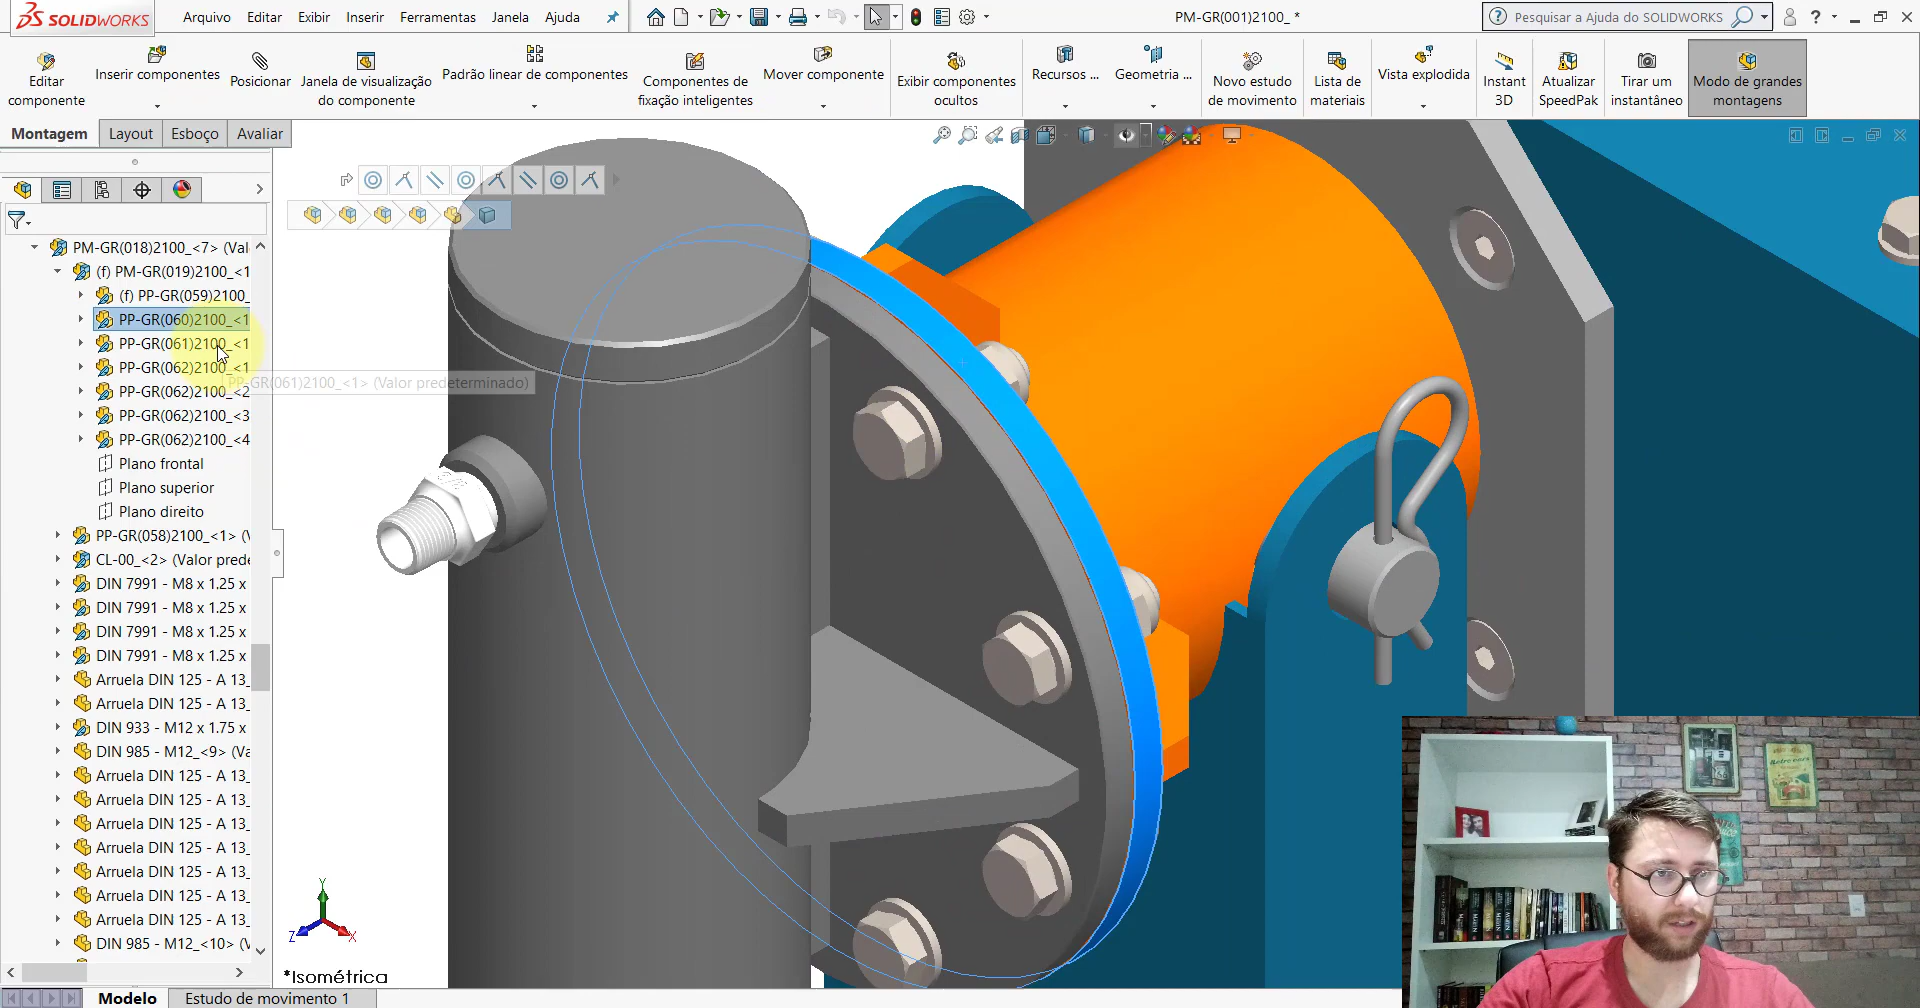 SOLIDWORKS
Arquivo Editar Exibir Inserir Ferramentas Janela Ajuda
PM-GR(001)2100_ *
Pesquisar a Ajuda do SOLIDWORKS
Editar componente
Inserir componentes
Posicionar
Janela de visualização do componente
Padrão linear de componentes
Componentes de fixação inteligentes
Mover componente
Exibir componentes ocultos
Recursos ...
Geometria ...
Novo estudo de movimento
Lista de materiais
Vista explodida
Instant 3D
Atualizar SpeedPak
Tirar um instantâneo
Modo de grandes montagens
Montagem Layout Esboço Avaliar
PM-GR(018)2100_<7> (Val
(f) PM-GR(019)2100_<1
(f) PP-GR(059)2100_
PP-GR(060)2100_<1
PP-GR(061)2100_<1
PP-GR(062)2100_<1
PP-GR(061)2100_<1> (Valor predeterminado)
PP-GR(062)2100_<2
PP-GR(062)2100_<3
PP-GR(062)2100_<4
Plano frontal
Plano superior
Plano direito
PP-GR(058)2100_<1> (V
CL-00_<2> (Valor prede
DIN 7991 - M8 x 1.25 x
DIN 7991 - M8 x 1.25 x
DIN 7991 - M8 x 1.25 x
DIN 7991 - M8 x 1.25 x
Arruela DIN 125 - A 13_
Arruela DIN 125 - A 13_
DIN 933 - M12 x 1.75 x
DIN 985 - M12_<9> (Va
Arruela DIN 125 - A 13_
Arruela DIN 125 - A 13_
Arruela DIN 125 - A 13_
Arruela DIN 125 - A 13_
Arruela DIN 125 - A 13_
Arruela DIN 125 - A 13_
Arruela DIN 125 - A 13_
DIN 985 - M12_<10> (V
Y
Z
X
*Isométrica
Modelo Estudo de movimento 1